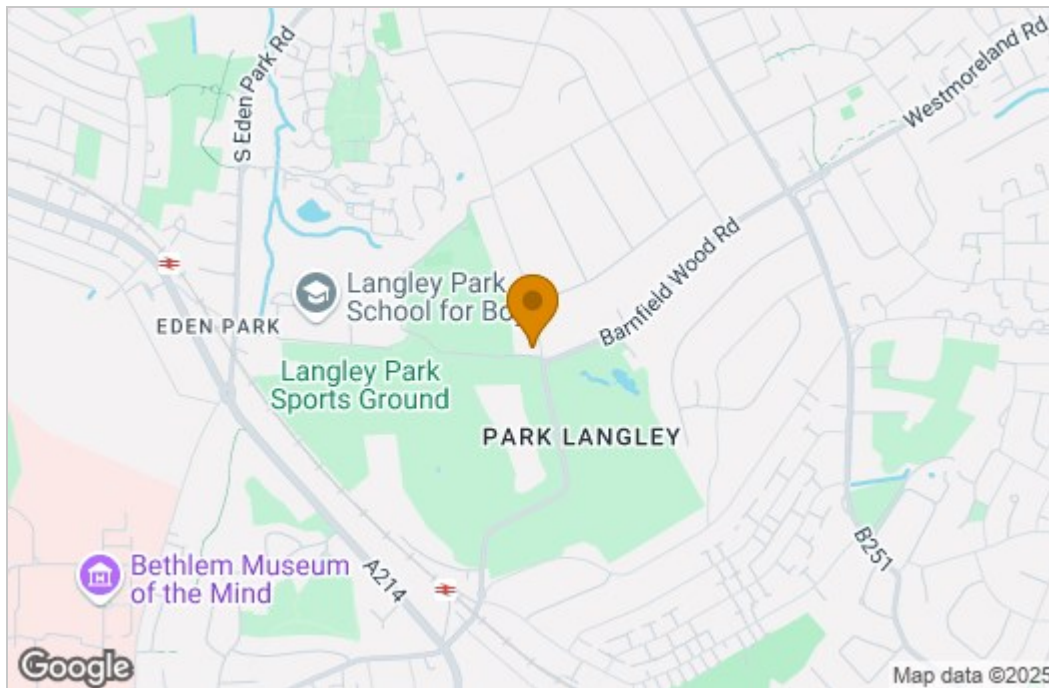 S Eden Park Rd
Westmoreland Rd
Barnfield Wood Rd
Langley Park
School for Boy
EDEN PARK
Langley Park
Sports Ground
PARK LANGLEY
Bethlem Museum
of the Mind
A214
B251
Google
Map data ©2025